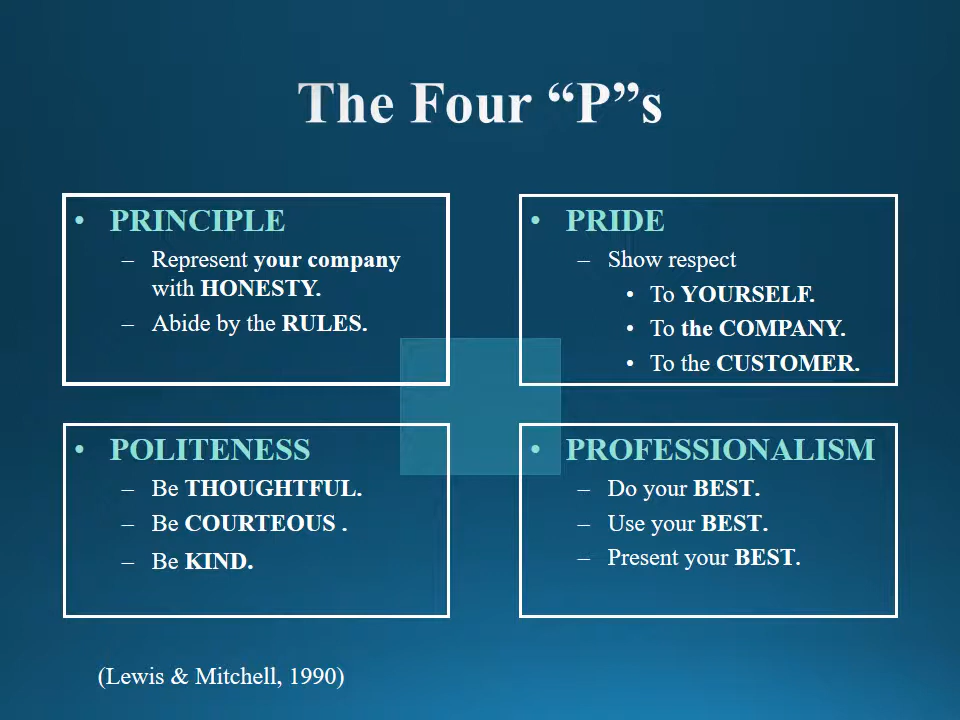 The Four “P”s
• PRINCIPLE
– Represent your company
with HONESTY.
– Abide by the RULES.
• PRIDE
– Show respect
• To YOURSELF.
• To the COMPANY.
• To the CUSTOMER.
• POLITENESS
– Be THOUGHTFUL.
– Be COURTEOUS .
– Be KIND.
• PROFESSIONALISM
– Do your BEST.
– Use your BEST.
– Present your BEST.
(Lewis & Mitchell, 1990)